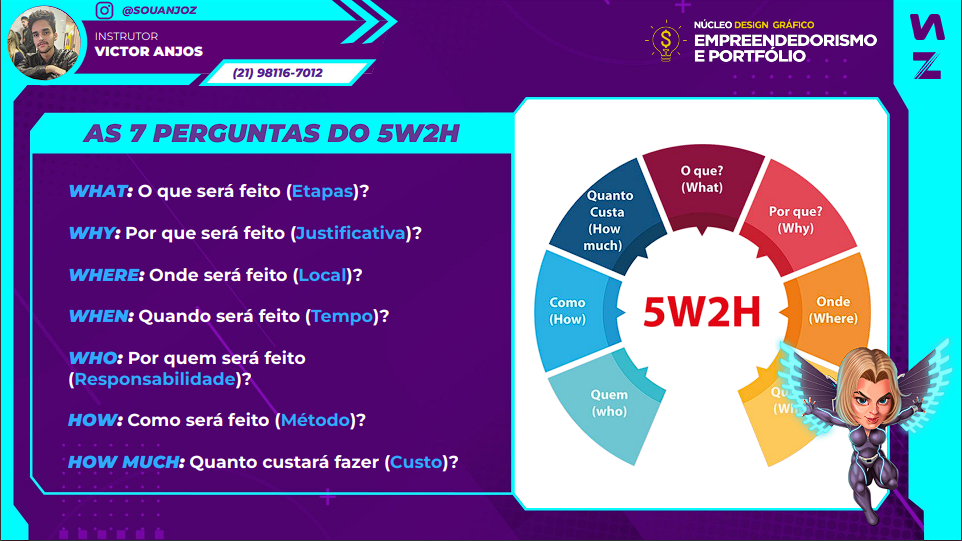 @SOUANJOZ
INSTRUTOR
VICTOR ANJOS
(21) 98116-7012
NÚCLEO DESIGN GRÁFICO
EMPREENDEDORISMO
E PORTFÓLIO
AS 7 PERGUNTAS DO 5W2H
WHAT: O que será feito (Etapas)?
WHY: Por que será feito (Justificativa)?
WHERE: Onde será feito (Local)?
WHEN: Quando será feito (Tempo)?
WHO: Por quem será feito
(Responsabilidade)?
HOW: Como será feito (Método)?
HOW MUCH: Quanto custará fazer (Custo)?
O que?
(What)
Por que?
(Why)
Onde
(Where)
Quem
(who)
Como
(How)
Quanto
Custa
(How
much)
5W2H